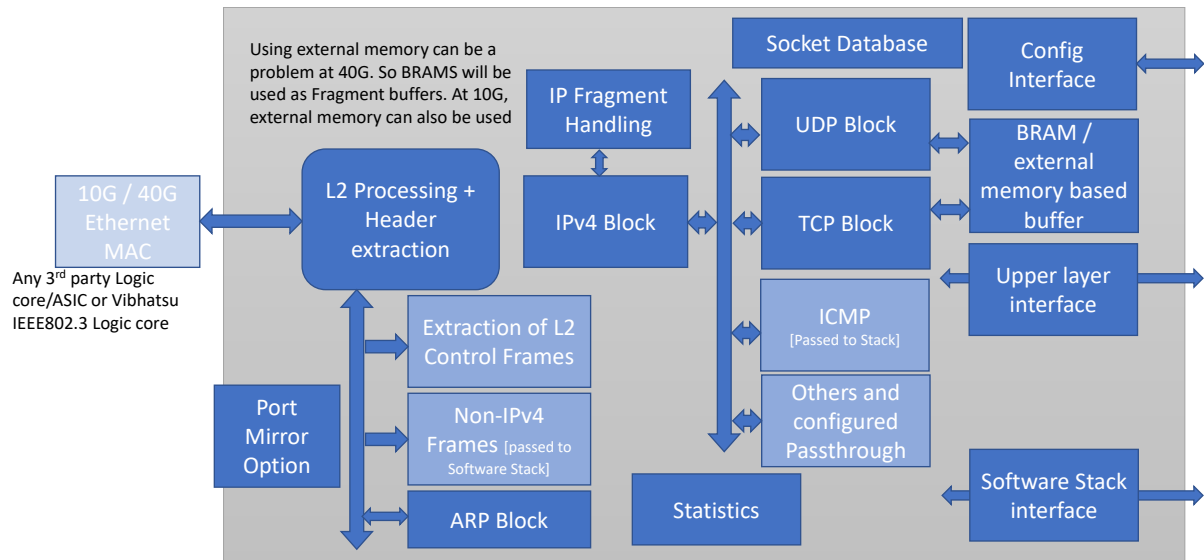 Using external memory can be a
problem at 40G. So BRAMS will be
used as Fragment buffers. At 10G,
external memory can also be used
IP Fragment
Handling
Socket Database
Config
Interface
UDP Block
BRAM /
external
memory based
buffer
10G / 40G
Ethernet
MAC
L2 Processing +
Header
extraction
IPv4 Block
TCP Block
Any 3rd party Logic
core/ASIC or Vibhatsu
IEEE802.3 Logic core
Upper layer
interface
Extraction of L2
Control Frames
ICMP
[Passed to Stack]
Port
Mirror
Option
Non-IPv4
Frames [passed to
Software Stack]
Others and
configured
Passthrough
ARP Block
Statistics
Software Stack
interface